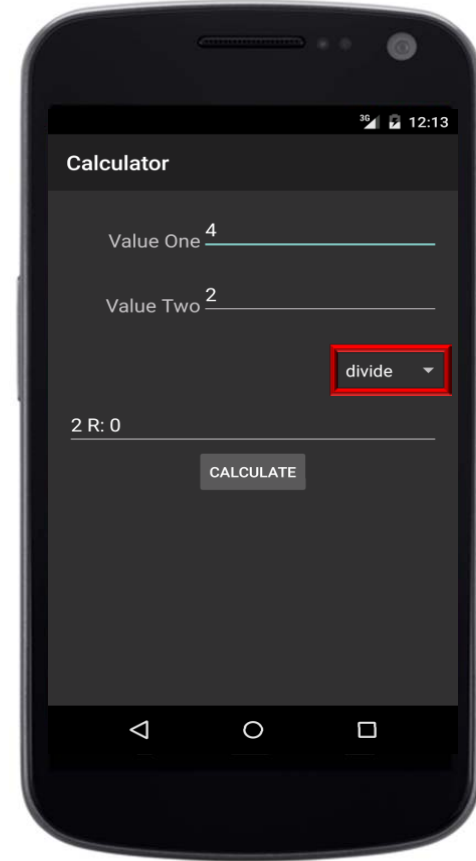 3G 12:13
Calculator
Value One 4
Value Two 2
divide
2 R: 0
CALCULATE